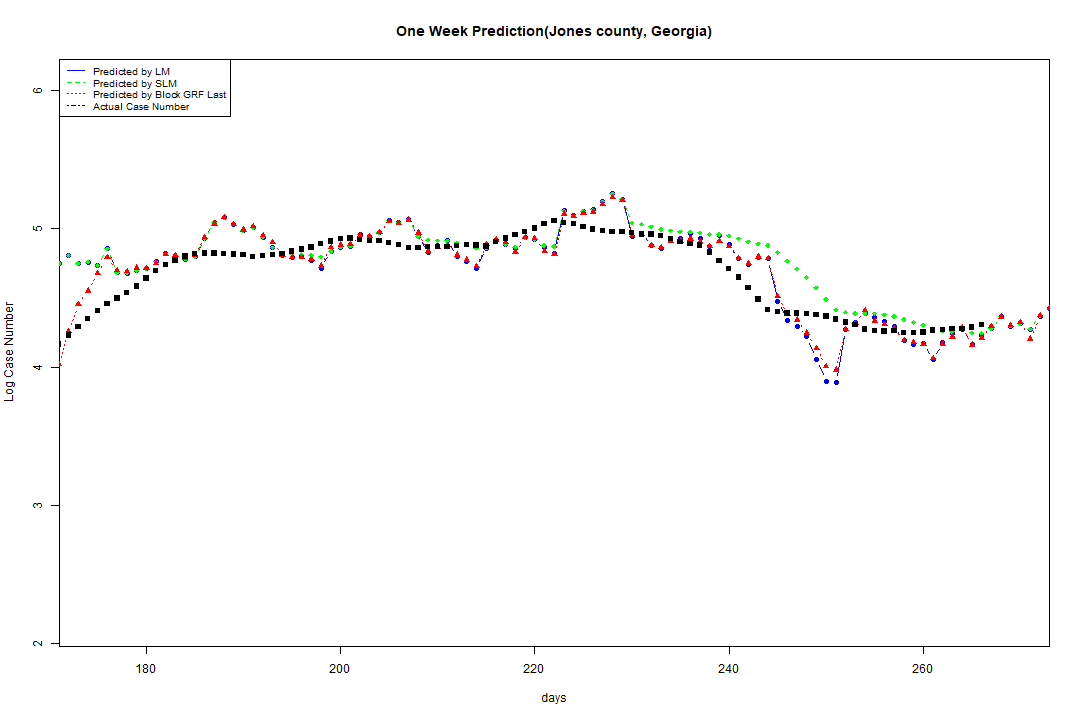 One Week Prediction(Jones county, Georgia)
Predicted by LM
Predicted by SLM
Predicted by Block GRF Last
Actual Case Number
6
5
4
3
2
Log Case Number
180 200 220 240 260
days